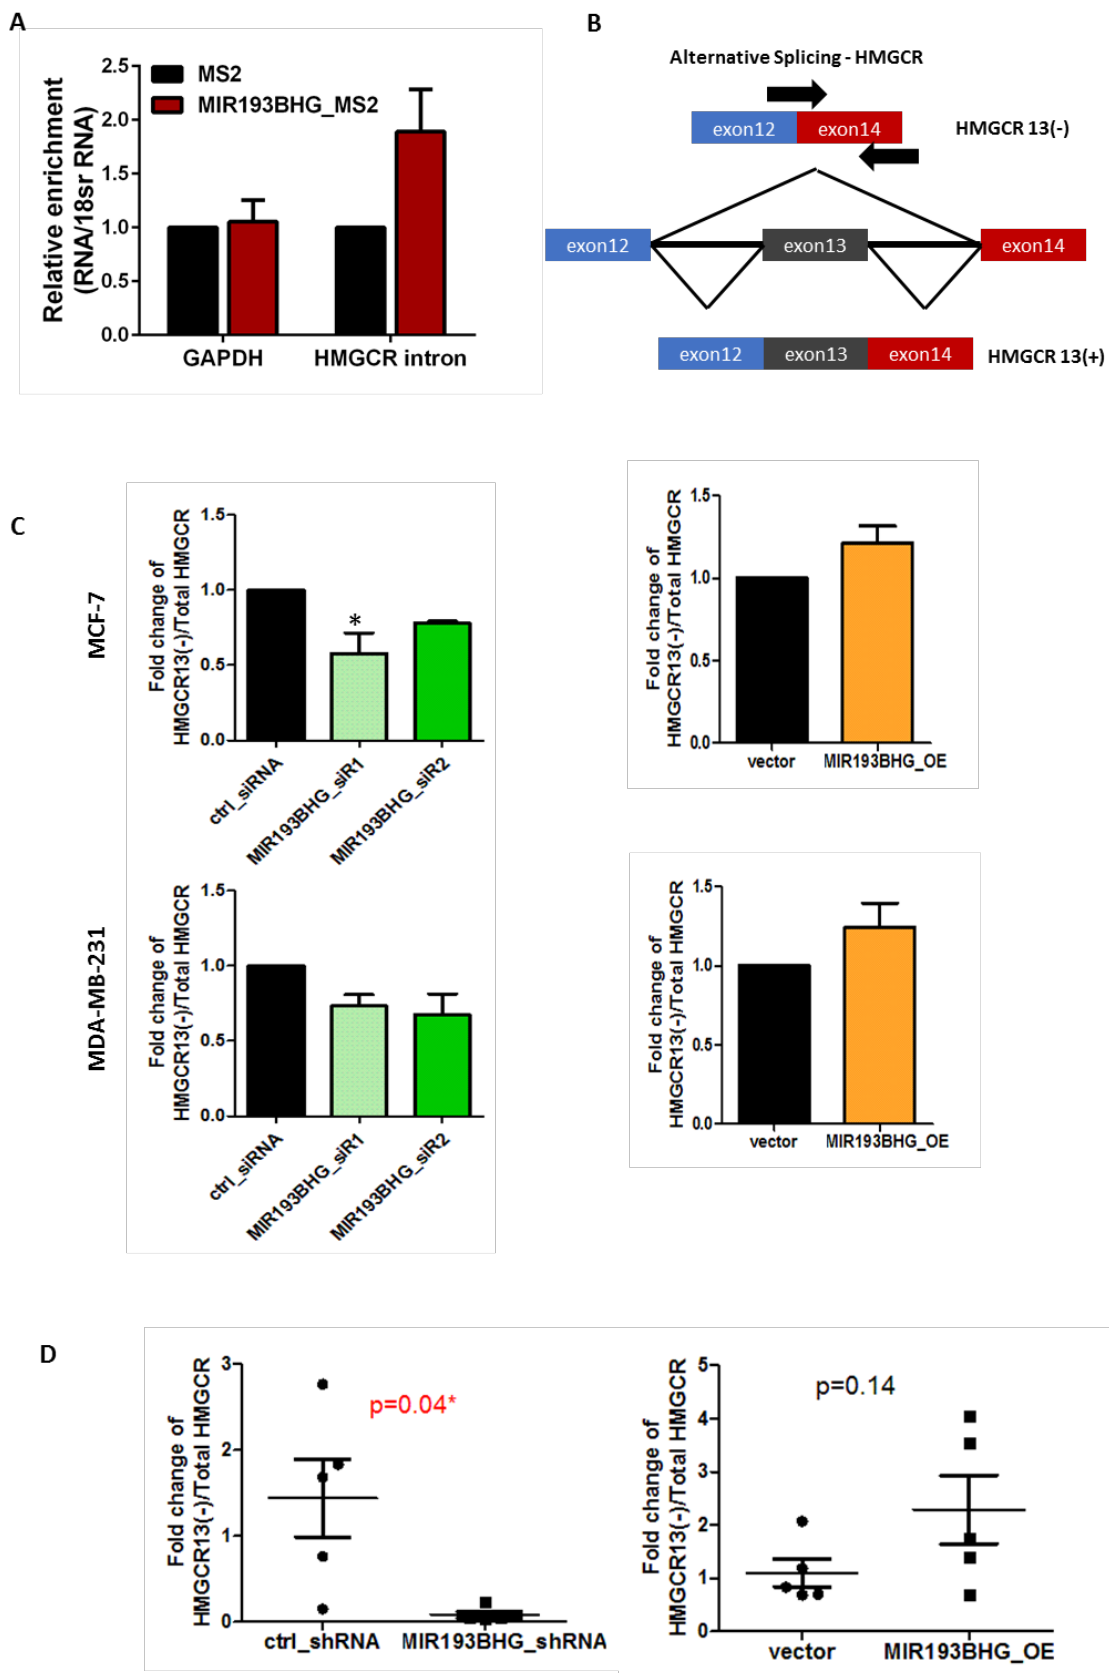 A
Relative enrichment
(RNA/18sr RNA)
2.5
2.0
1.5
1.0
0.5
0.0
MS2
MIR193BHG_MS2
GAPDH
HMGCR intron
B
Alternative Splicing - HMGCR
exon12
exon14
HMGCR 13(-)
exon12
exon13
exon14
exon12
exon13
exon14
HMGCR 13(+)
C
MCF-7
Fold change of
HMGCR13(-)/Total HMGCR
1.5
1.0
0.5
0.0
*
ctrl_siRNA
MIR193BHG_siR1
MIR193BHG_siR2
Fold change of
HMGCR13(-)/Total HMGCR
1.5
1.0
0.5
0.0
vector
MIR193BHG_OE
MDA-MB-231
Fold change of
HMGCR13(-)/Total HMGCR
1.5
1.0
0.5
0.0
ctrl_siRNA
MIR193BHG_siR1
MIR193BHG_siR2
Fold change of
HMGCR13(-)/Total HMGCR
1.5
1.0
0.5
0.0
vector
MIR193BHG_OE
D
Fold change of
HMGCR13(-)/Total HMGCR
3
2
1
0
p=0.04*
ctrl_shRNA
MIR193BHG_shRNA
Fold change of
HMGCR13(-)/Total HMGCR
5
4
3
2
1
0
p=0.14
vector
MIR193BHG_OE